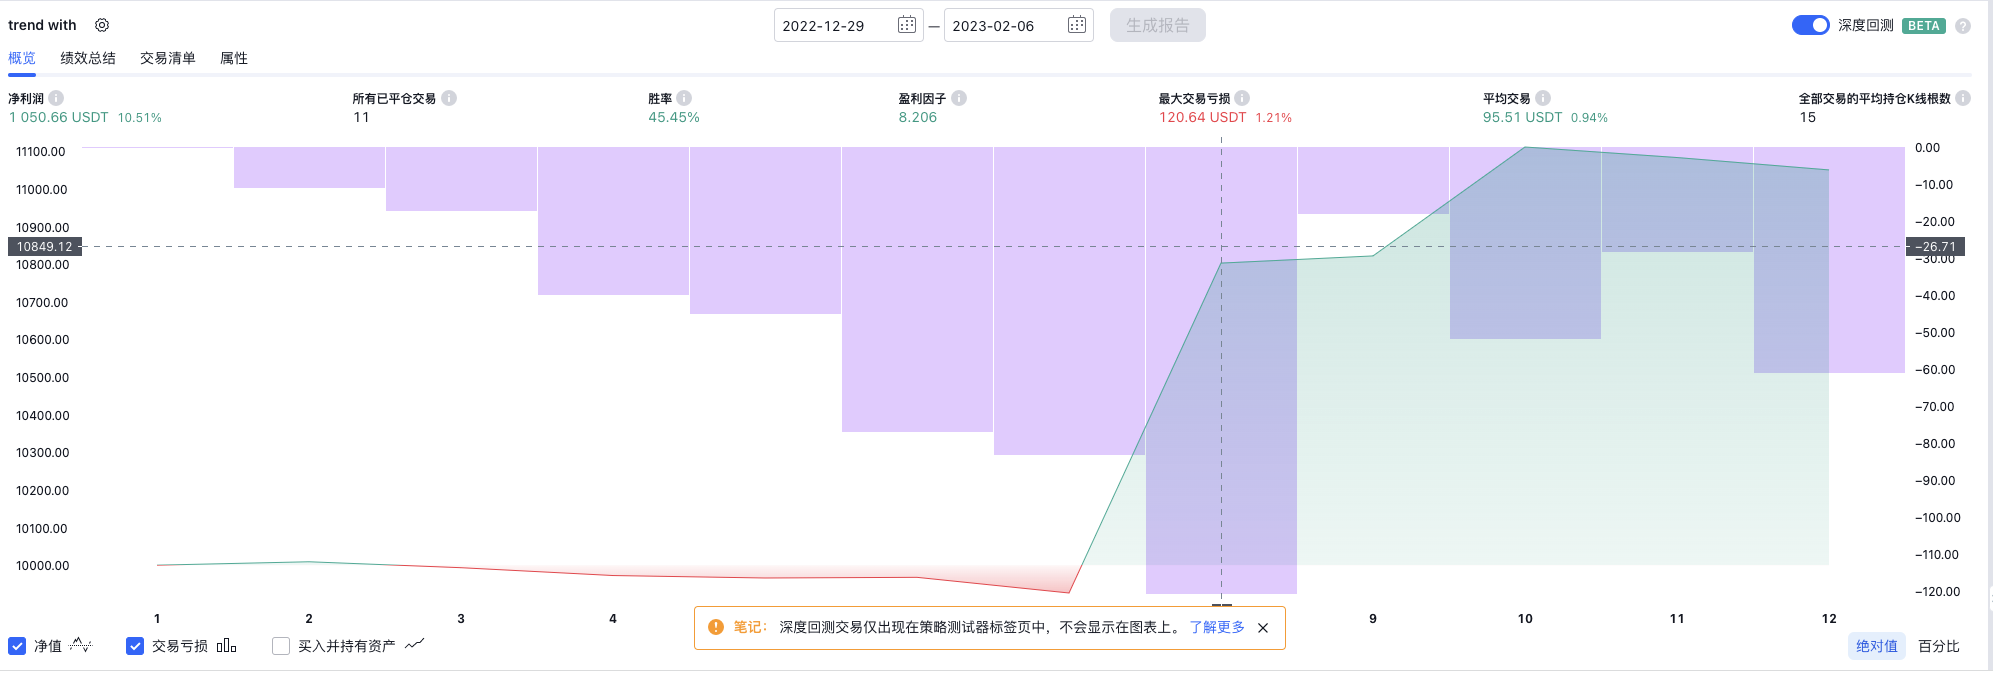 trend with 2022-12-29 — 2023-02-06 生成报告 深度回测 BETA ?
概览 绩效总结 交易清单 属性
净利润 所有已平仓交易 胜率 盈利因子 最大交易亏损 平均交易 全部交易的平均持仓K线根数
1 050.66 USDT 10.51% 11 45.45% 8.206 120.64 USDT 1.21% 95.51 USDT 0.94% 15
11100.00 0.00
11000.00 −10.00
10900.00 −20.00
10849.12 −26.71
10800.00 −30.00
10700.00 −40.00
10600.00 −50.00
10500.00 −60.00
10400.00 −70.00
10300.00 −80.00
10200.00 −90.00
10100.00 −100.00
10000.00 −110.00
−120.00
1 2 3 4 9 10 11 12
笔记： 深度回测交易仅出现在策略测试器标签页中，不会显示在图表上。 了解更多
净值 交易亏损 买入并持有资产 绝对值 百分比